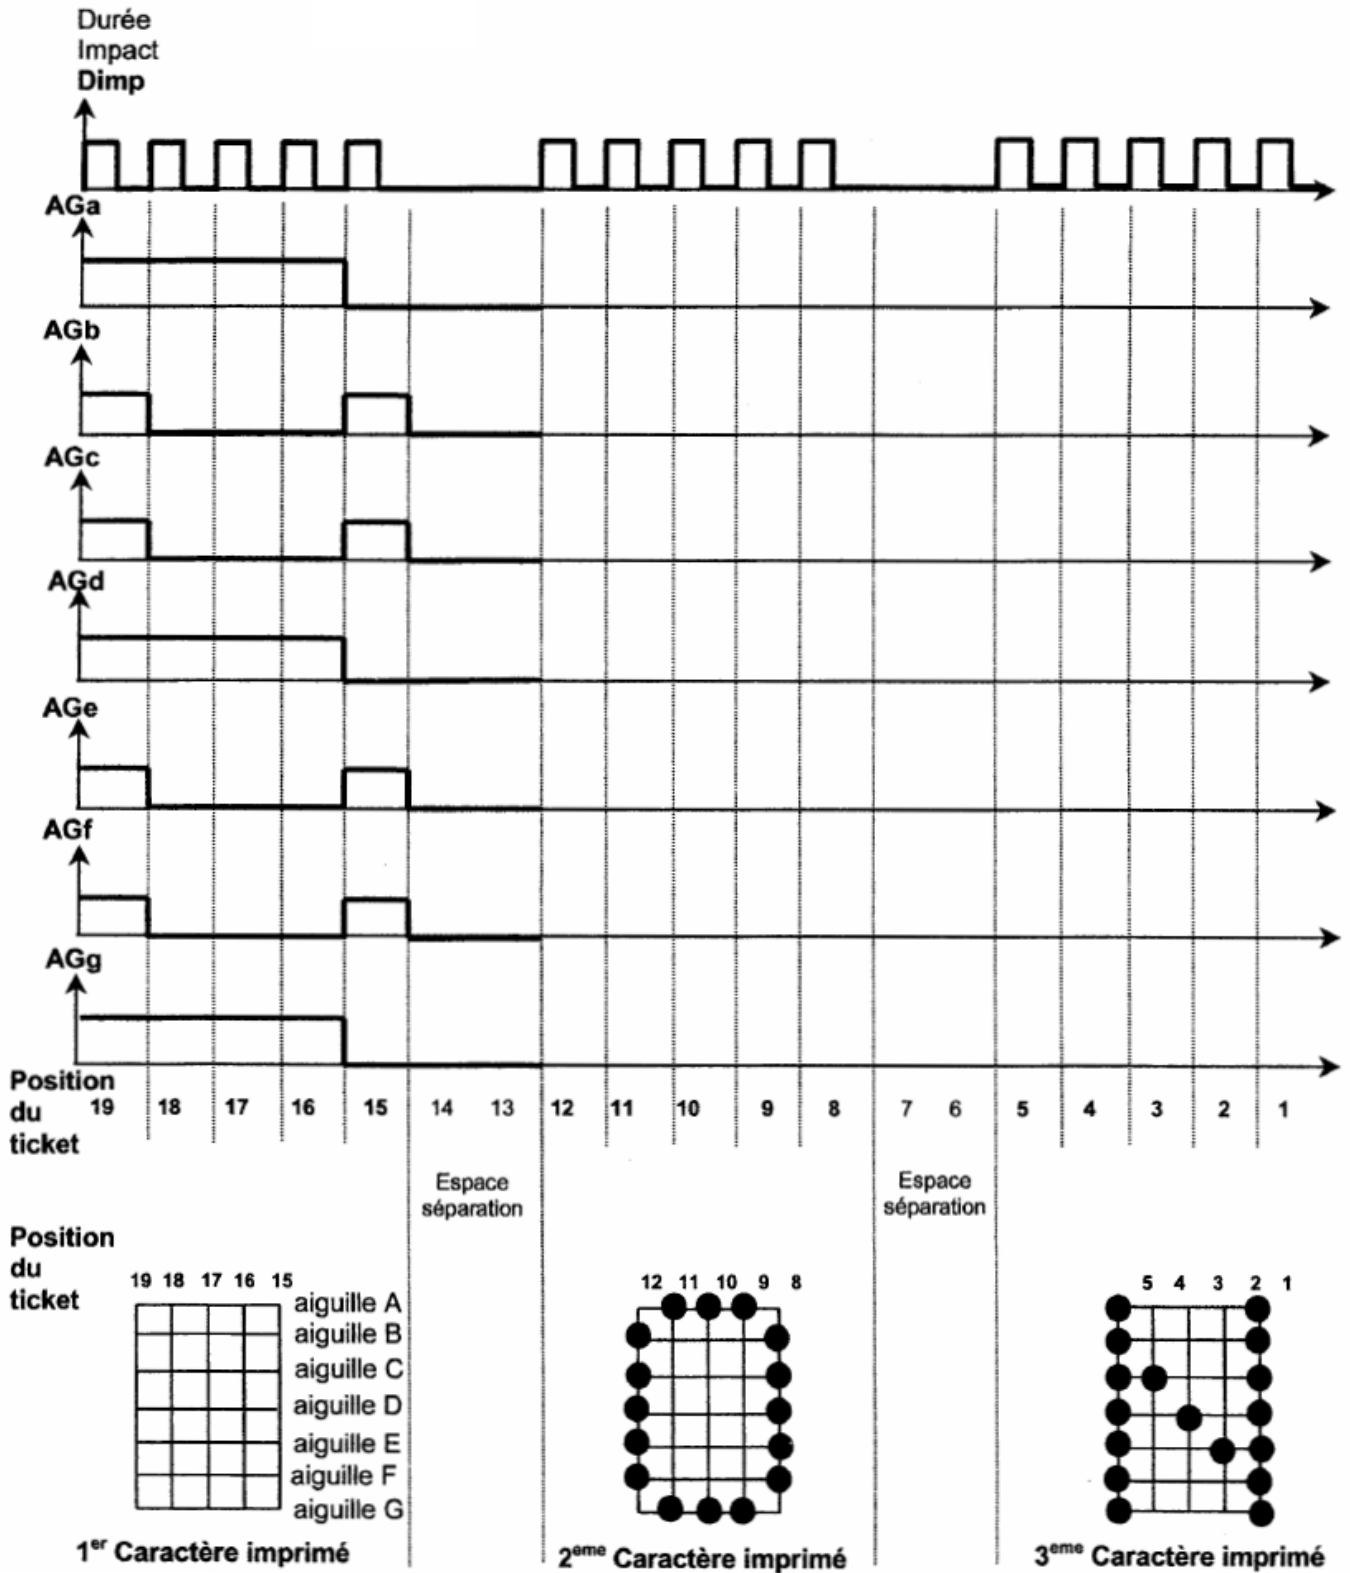 Durée
Impact
Dimp
AGa
AGb
AGc
AGd
AGe
AGf
AGg
Position
du
ticket
19 18 17 16 15 14 13 12 11 10 9 8 7 6 5 4 3 2 1
Espace
séparation
Espace
séparation
Position
du
ticket
19 18 17 16 15
aiguille A
aiguille B
aiguille C
aiguille D
aiguille E
aiguille F
aiguille G
1er Caractère imprimé
12 11 10 9 8
2eme Caractère imprimé
5 4 3 2 1
3eme Caractère imprimé